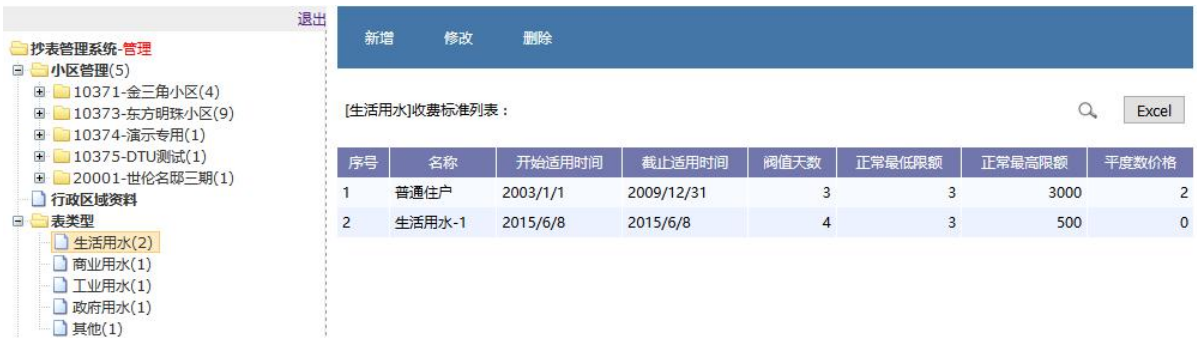 退出
抄表管理系统-管理
小区管理(5)
10371-金三角小区(4)
10373-东方明珠小区(9)
10374-演示专用(1)
10375-DTU测试(1)
20001-世伦名邸三期(1)
行政区域资料
表类型
生活用水(2)
商业用水(1)
工业用水(1)
政府用水(1)
其他(1)
新增 修改 删除
[生活用水]收费标准列表： Excel
序号 名称 开始适用时间 截止适用时间 阀值天数 正常最低限额 正常最高限额 平度数价格
1 普通住户 2003/1/1 2009/12/31 3 3 3000 2
2 生活用水-1 2015/6/8 2015/6/8 4 3 500 0